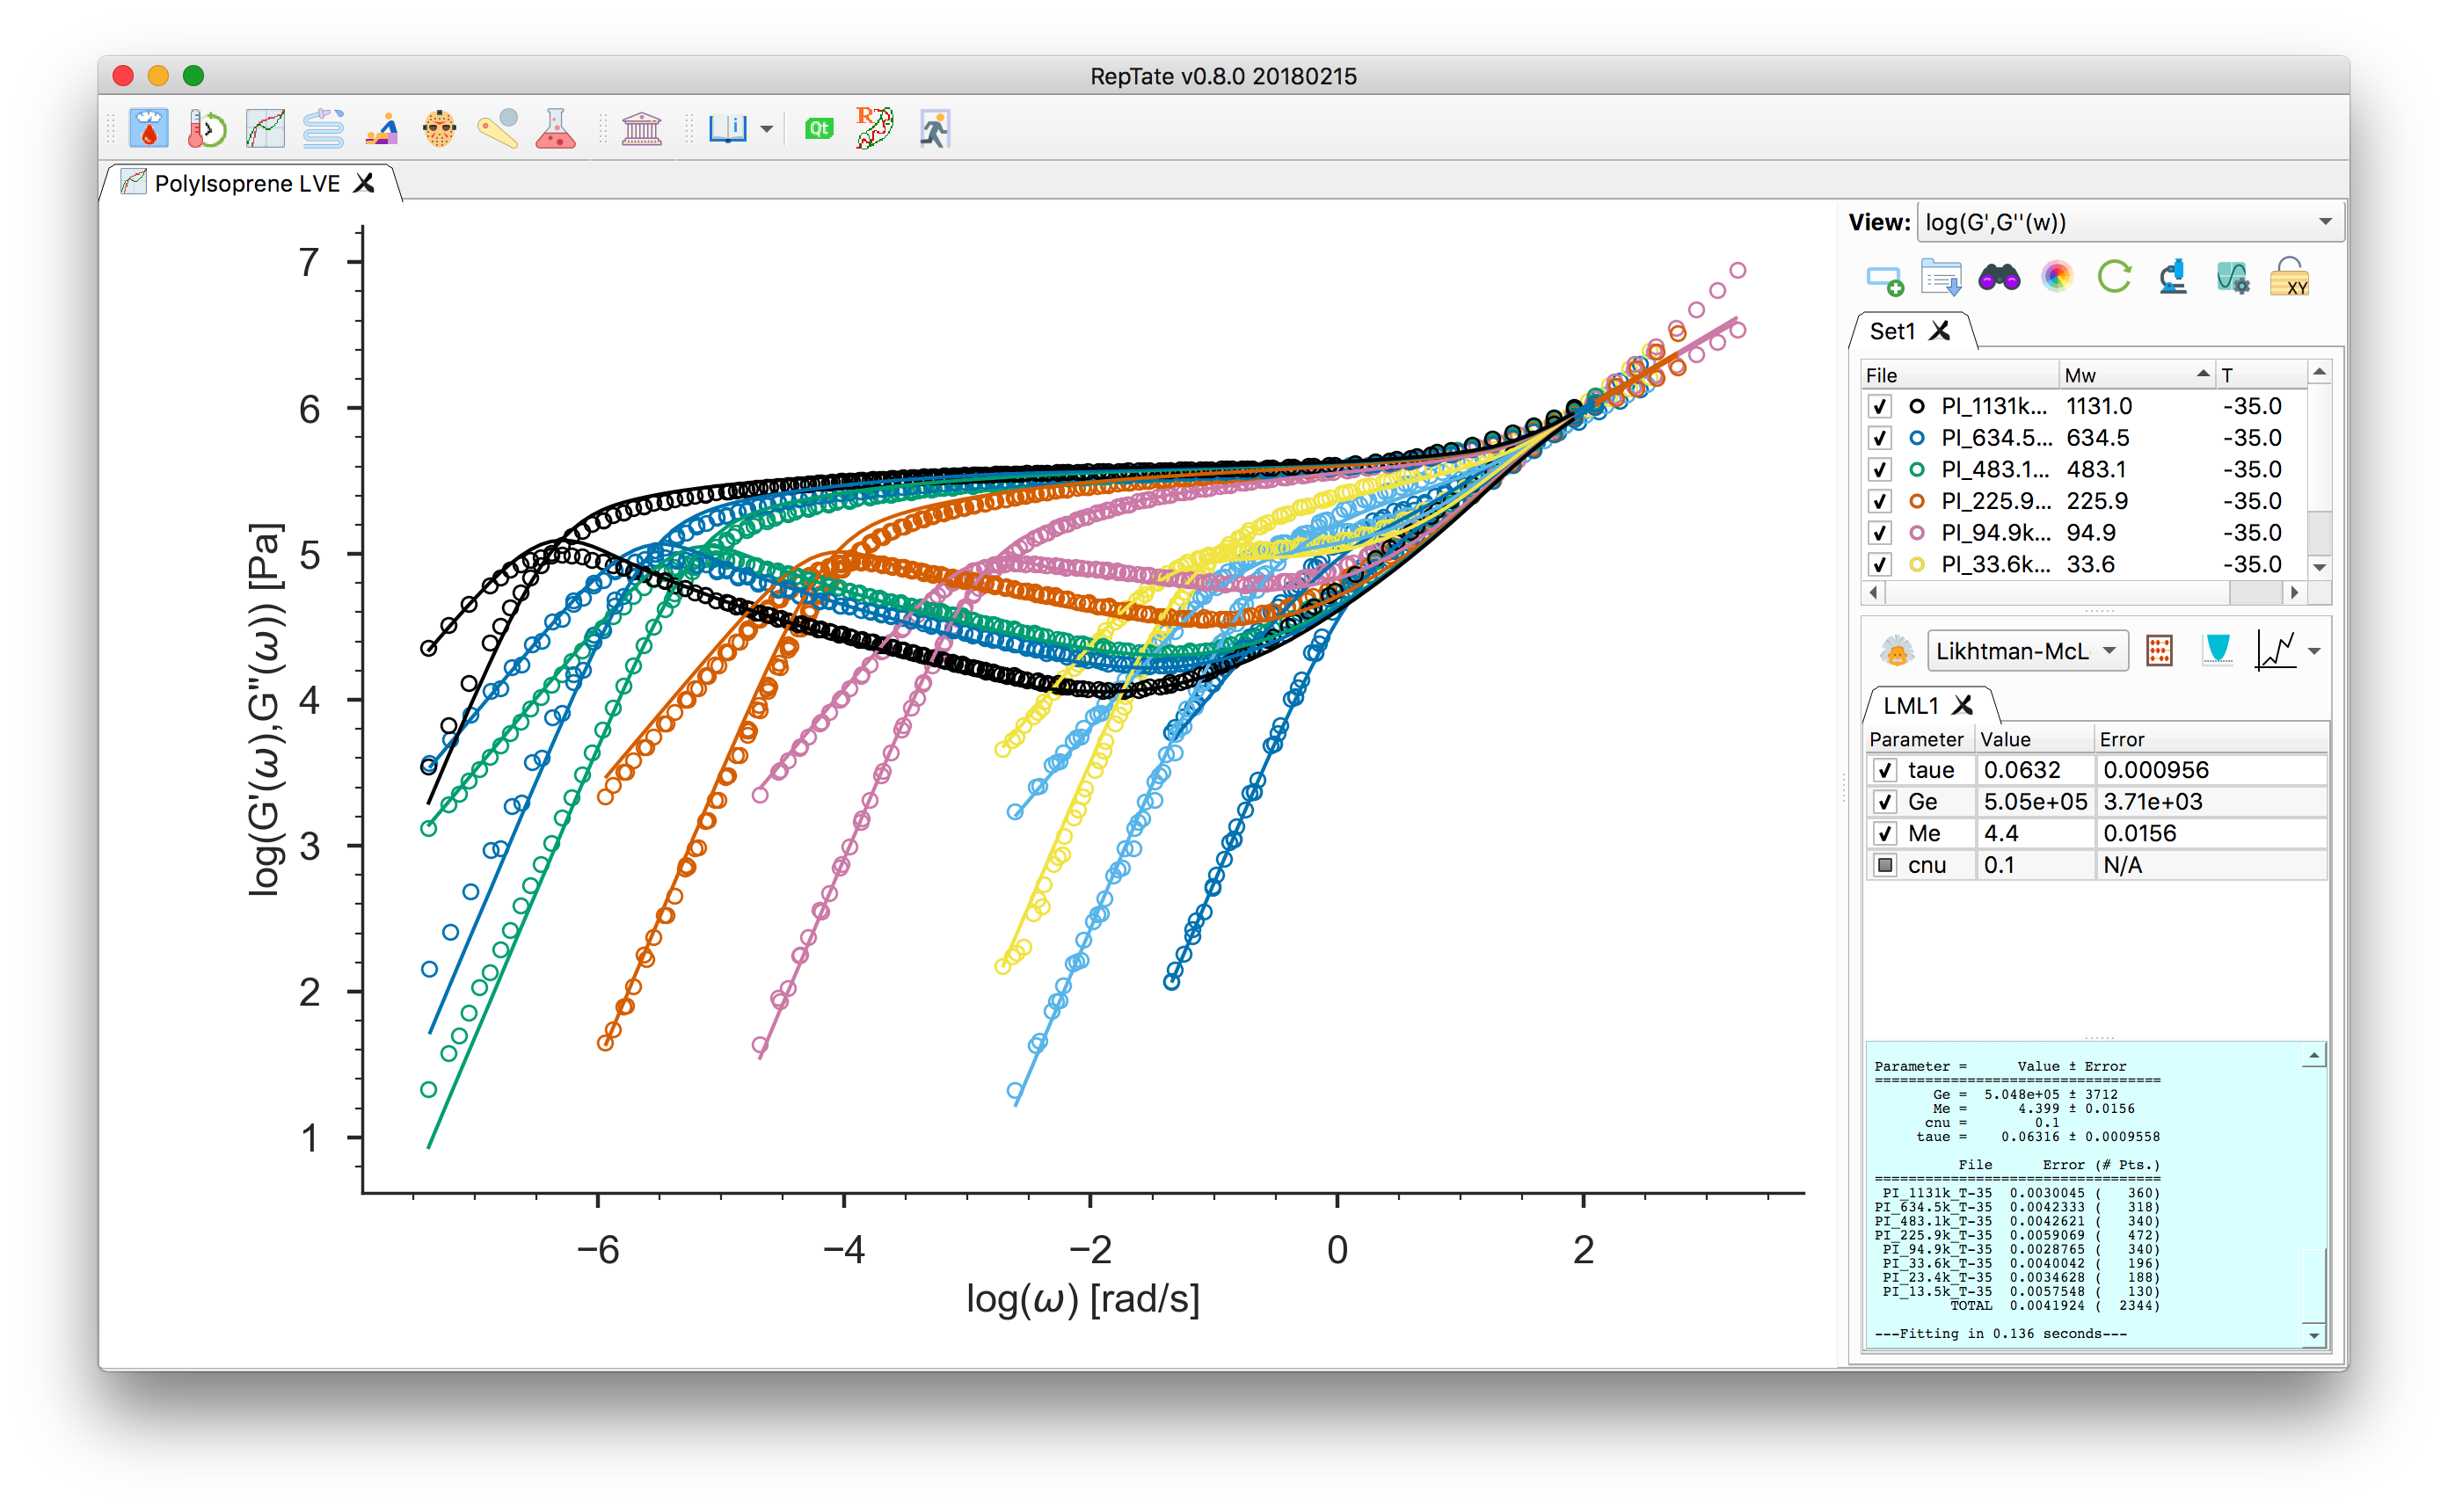 RepTate v0.8.0 20180215
R
i
Qt
PolyIsoprene LVE
View: log(G',G''(w))
XY
Set1
File Mw T
PI_1131k... 1131.0 -35.0
PI_634.5... 634.5 -35.0
PI_483.1... 483.1 -35.0
PI_225.9... 225.9 -35.0
PI_94.9k... 94.9 -35.0
PI_33.6k... 33.6 -35.0
Likhtman-McL
LML1
Parameter Value Error
taue 0.0632 0.000956
Ge 5.05e+05 3.71e+03
Me 4.4 0.0156
cnu 0.1 N/A
Parameter = Value ± Error
==================================
Ge = 5.048e+05 ± 3712
Me = 4.399 ± 0.0156
cnu = 0.1
taue = 0.06316 ± 0.0009558
File Error (# Pts.)
==================================
PI_1131k_T-35 0.0030045 ( 360)
PI_634.5k_T-35 0.0042333 ( 318)
PI_483.1k_T-35 0.0042621 ( 340)
PI_225.9k_T-35 0.0059069 ( 472)
PI_94.9k_T-35 0.0028765 ( 340)
PI_33.6k_T-35 0.0040042 ( 196)
PI_23.4k_T-35 0.0034628 ( 188)
PI_13.5k_T-35 0.0057548 ( 130)
TOTAL 0.0041924 ( 2344)
---Fitting in 0.136 seconds---
log(G'(ω),G"(ω)) [Pa]
7
6
5
4
3
2
1
−6 −4 −2 0 2
log(ω) [rad/s]